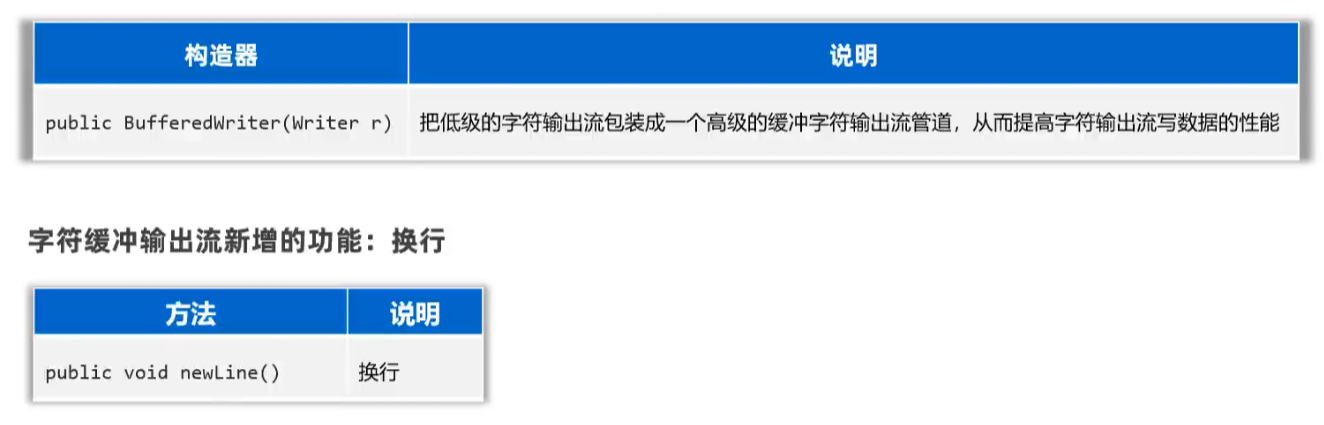 构造器 说明
public BufferedWriter(Writer r) 把低级的字符输出流包装成一个高级的缓冲字符输出流管道，从而提高字符输出流写数据的性能
字符缓冲输出流新增的功能：换行
方法 说明
public void newLine() 换行